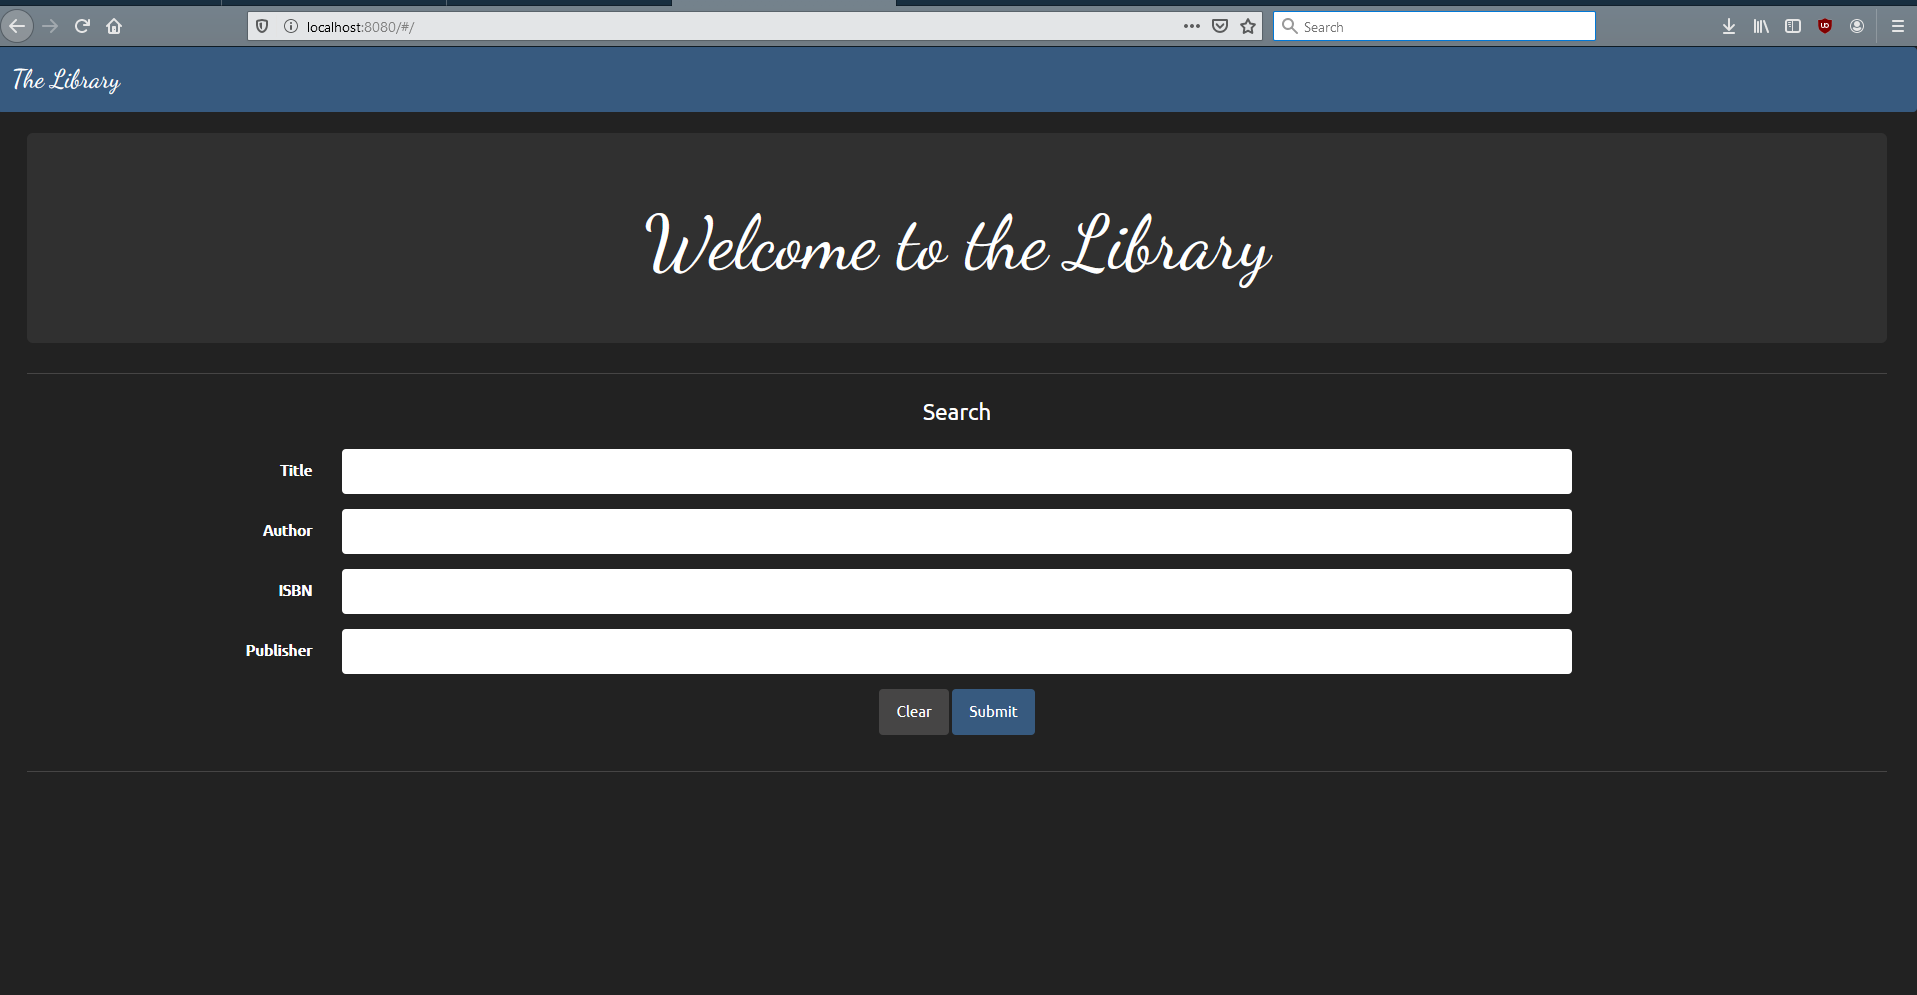 localhost:8080/#/
Search
The Library
Welcome to the Library
Search
Title
Author
ISBN
Publisher
Clear Submit